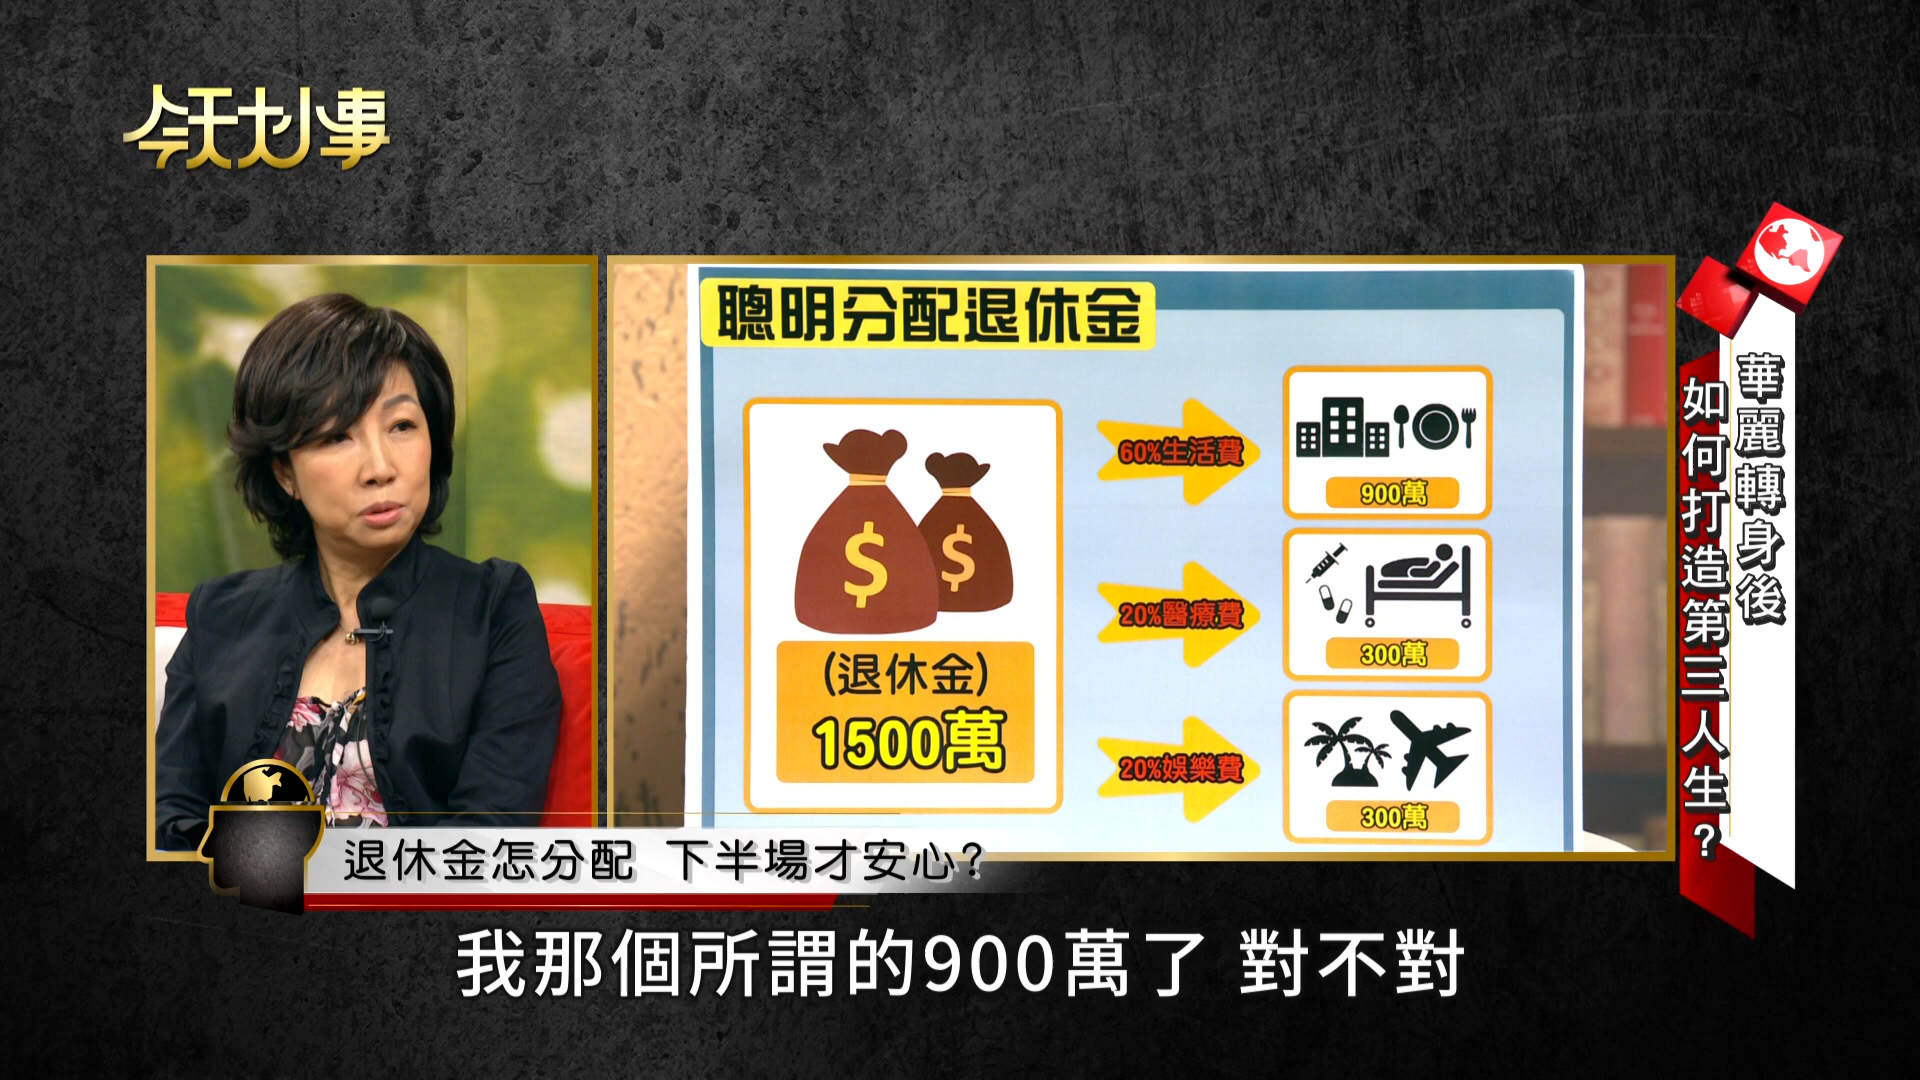 今天大小事
聰明分配退休金
(退休金)
1500萬
60%生活費
900萬
20%醫療費
300萬
20%娛樂費
300萬
華麗轉身後
如何打造第三人生？
退休金怎分配 下半場才安心?
我那個所謂的900萬了 對不對